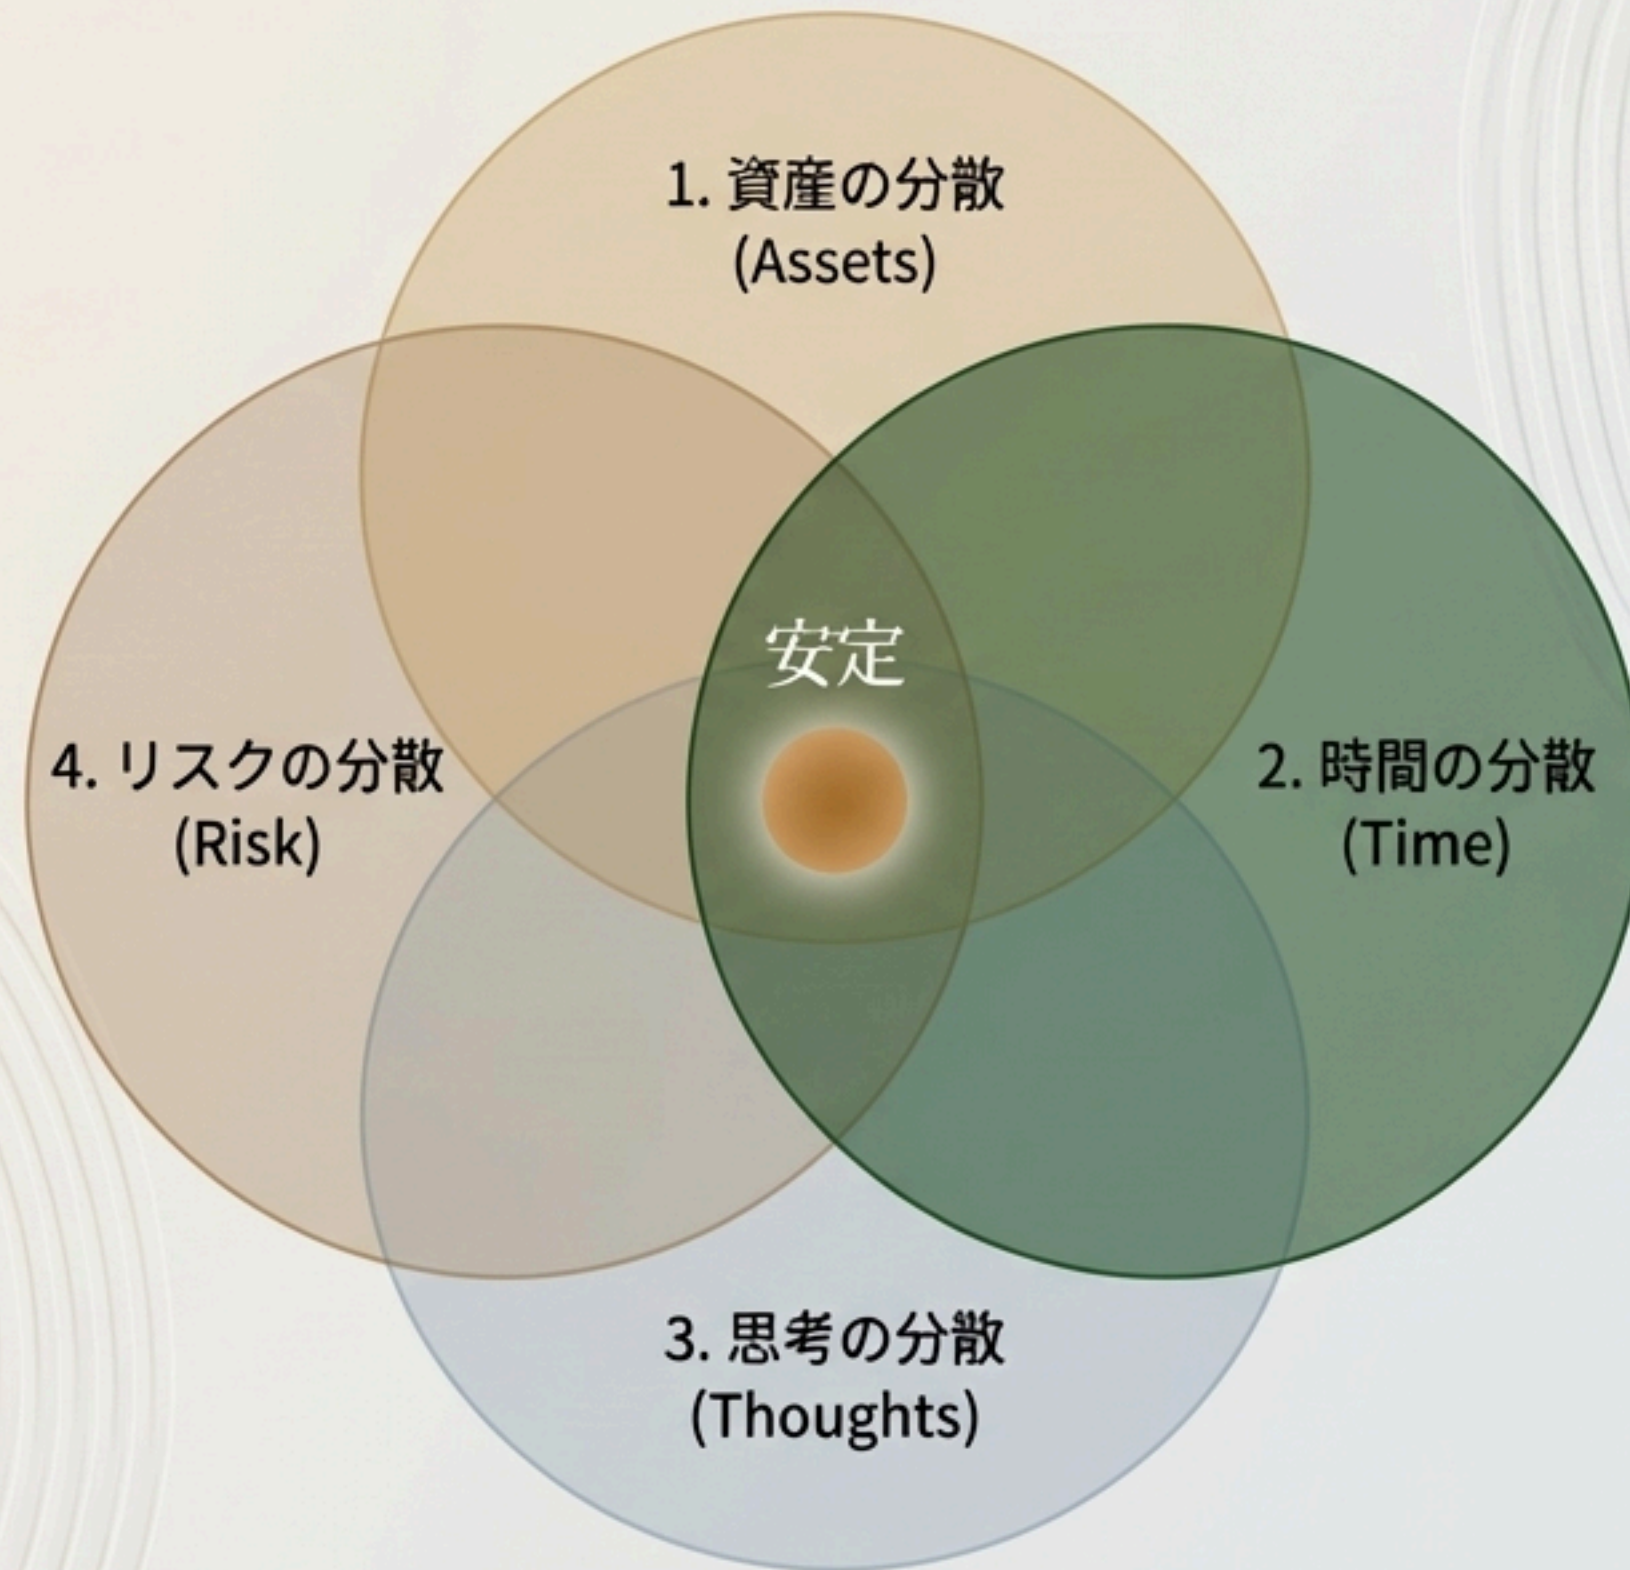 1. 資産の分散
(Assets)
安定
4. リスクの分散
(Risk)
2. 時間の分散
(Time)
3. 思考の分散
(Thoughts)